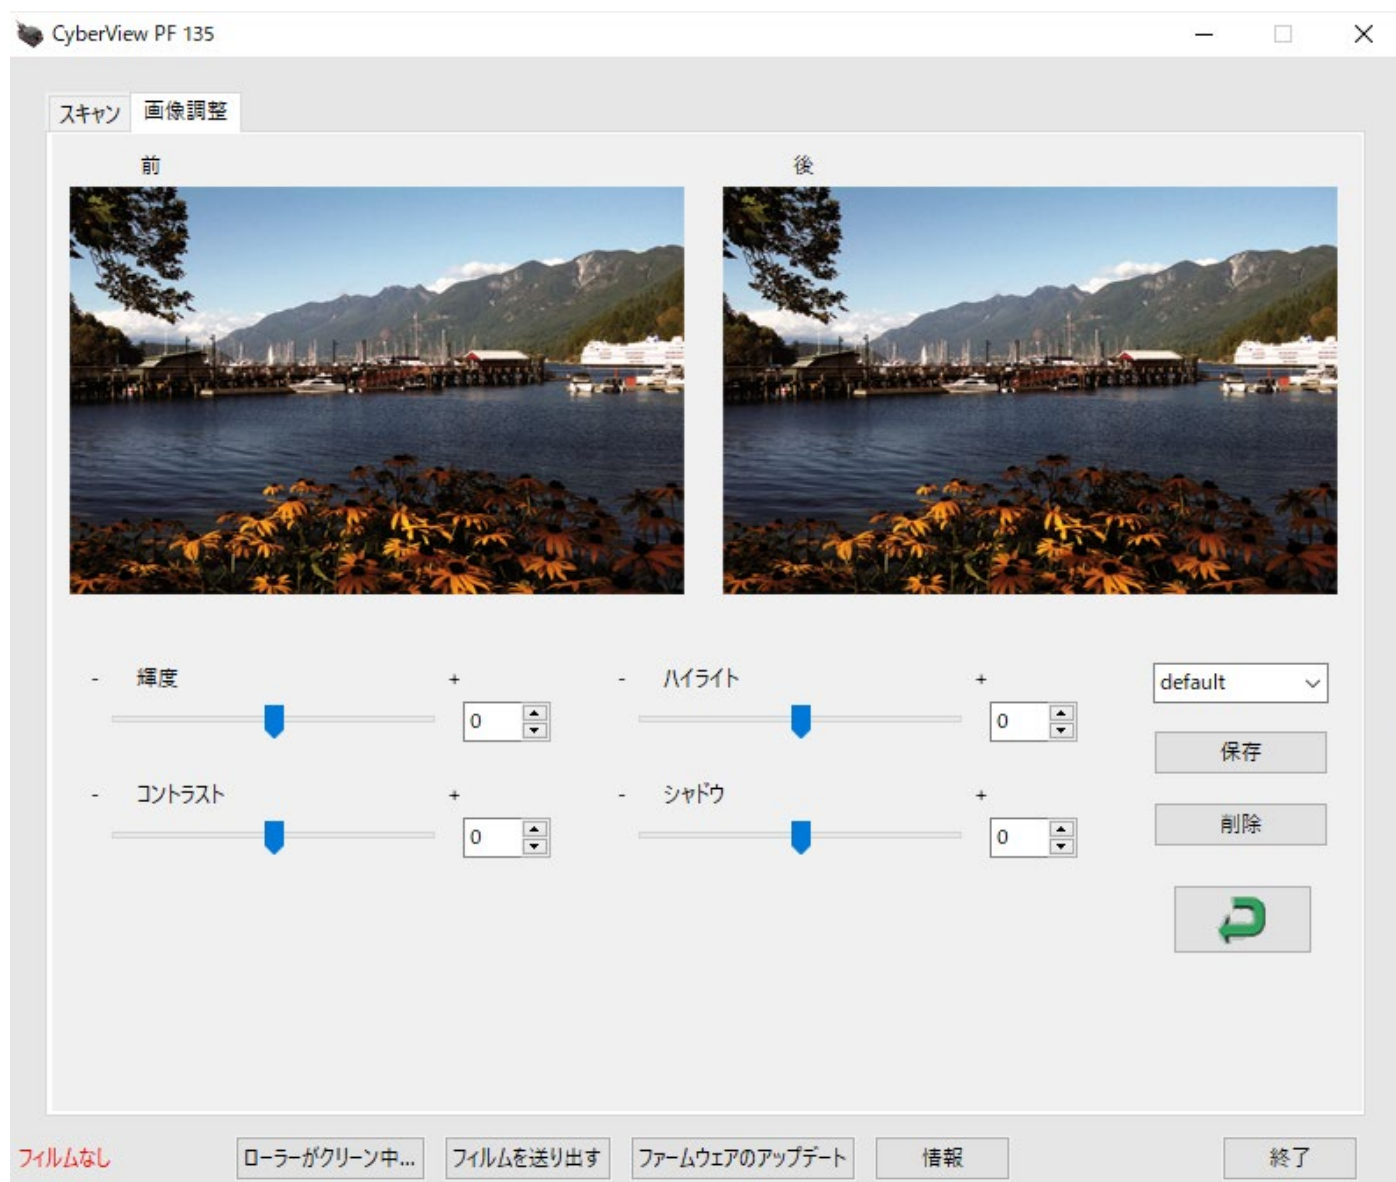 CyberView PF 135
スキャン 画像調整
前 後
- 輝度 + 0 - ハイライト + 0 default
保存
- コントラスト + 0 - シャドウ + 0
削除
フィルムなし ローラーがクリーン中... フィルムを送り出す ファームウェアのアップデート 情報 終了